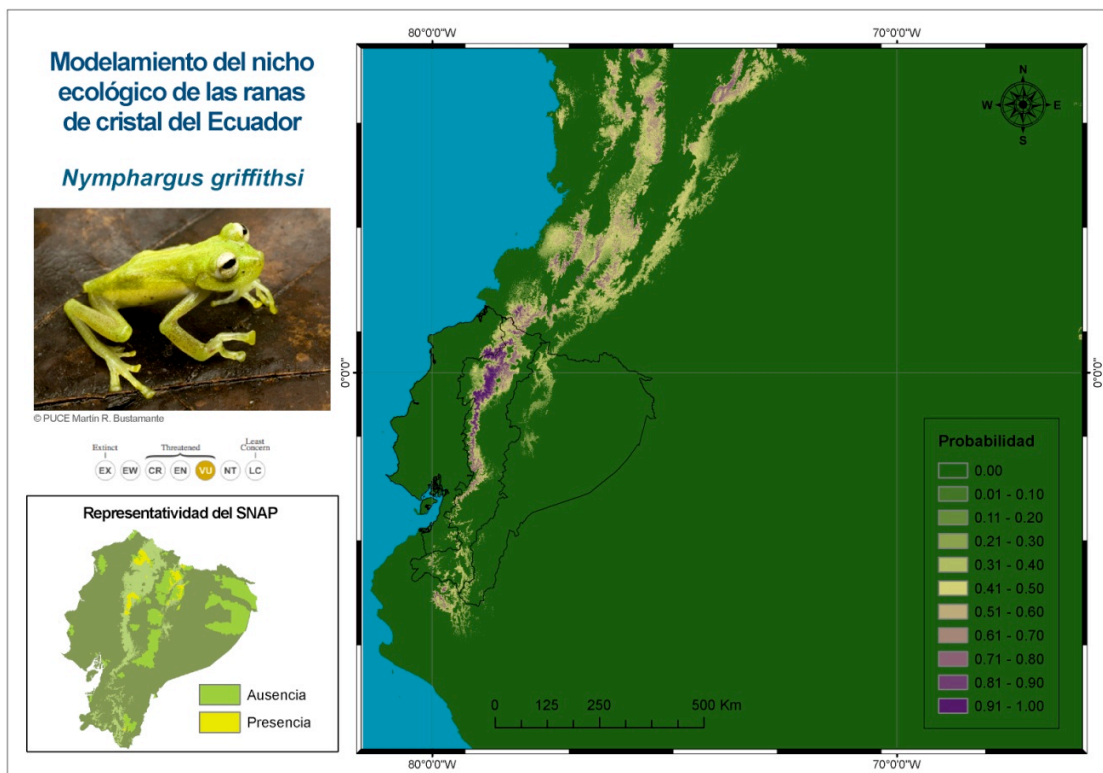 Modelamiento del nicho
ecológico de las ranas
de cristal del Ecuador
Nymphargus griffithsi
© PUCE Martin R. Bustamante
Extinct
Threatened
Least
Concern
EX EW CR EN VU NT LC
Representatividad del SNAP
Ausencia
Presencia
80°0'0"W 70°0'0"W
N
W E
S
0°0'0" 0°0'0"
Probabilidad
0.00
0.01 - 0.10
0.11 - 0.20
0.21 - 0.30
0.31 - 0.40
0.41 - 0.50
0.51 - 0.60
0.61 - 0.70
0.71 - 0.80
0.81 - 0.90
0.91 - 1.00
0 125 250 500 Km
80°0'0"W 70°0'0"W